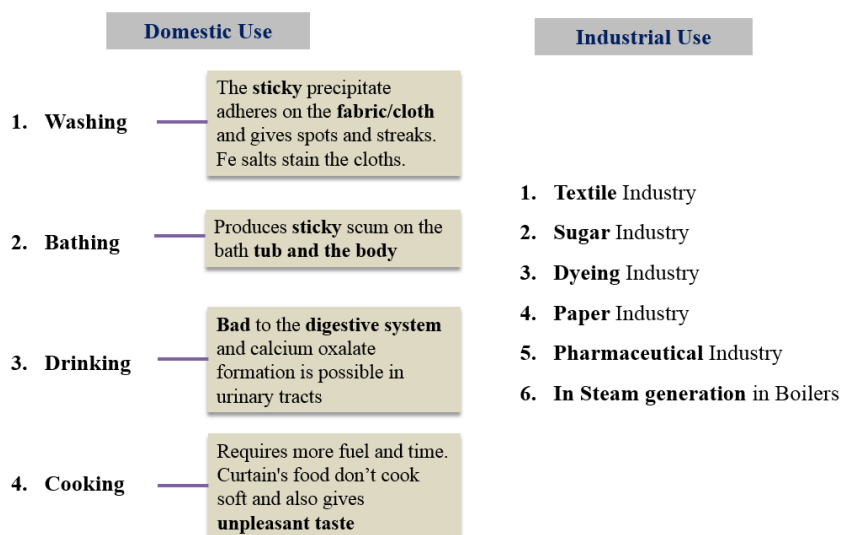 Domestic Use
1. Washing
The sticky precipitate
adheres on the fabric/cloth
and gives spots and streaks.
Fe salts stain the cloths.
2. Bathing
Produces sticky scum on the
bath tub and the body
3. Drinking
Bad to the digestive system
and calcium oxalate
formation is possible in
urinary tracts
4. Cooking
Requires more fuel and time.
Curtain's food don't cook
soft and also gives
unpleasant taste
Industrial Use
1. Textile Industry
2. Sugar Industry
3. Dyeing Industry
4. Paper Industry
5. Pharmaceutical Industry
6. In Steam generation in Boilers